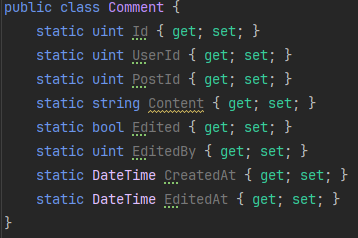 public class Comment {
    static uint Id { get; set; }
    static uint UserId { get; set; }
    static uint PostId { get; set; }
    static string Content { get; set; }
    static bool Edited { get; set; }
    static uint EditedBy { get; set; }
    static DateTime CreatedAt { get; set; }
    static DateTime EditedAt { get; set; }
}